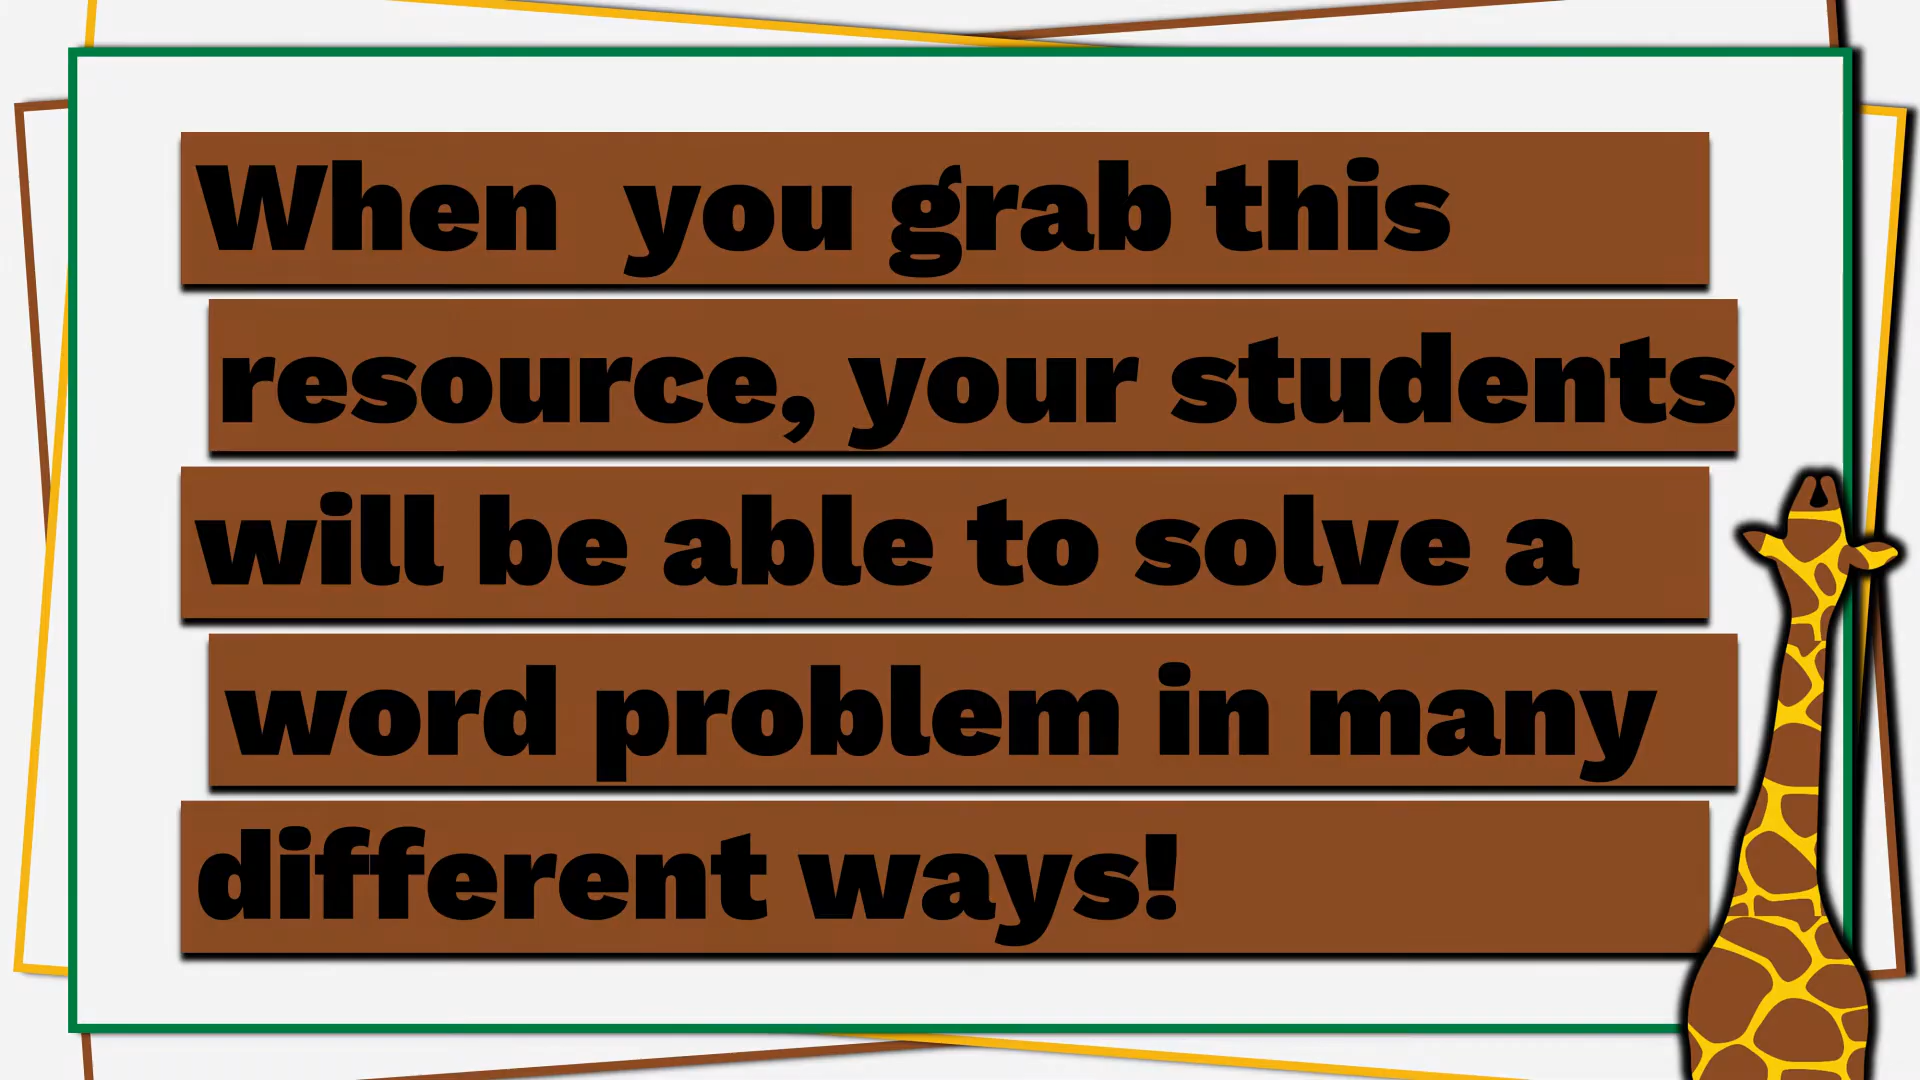 When  you grab this
resource, your students
will be able to solve a
word problem in many
different ways!